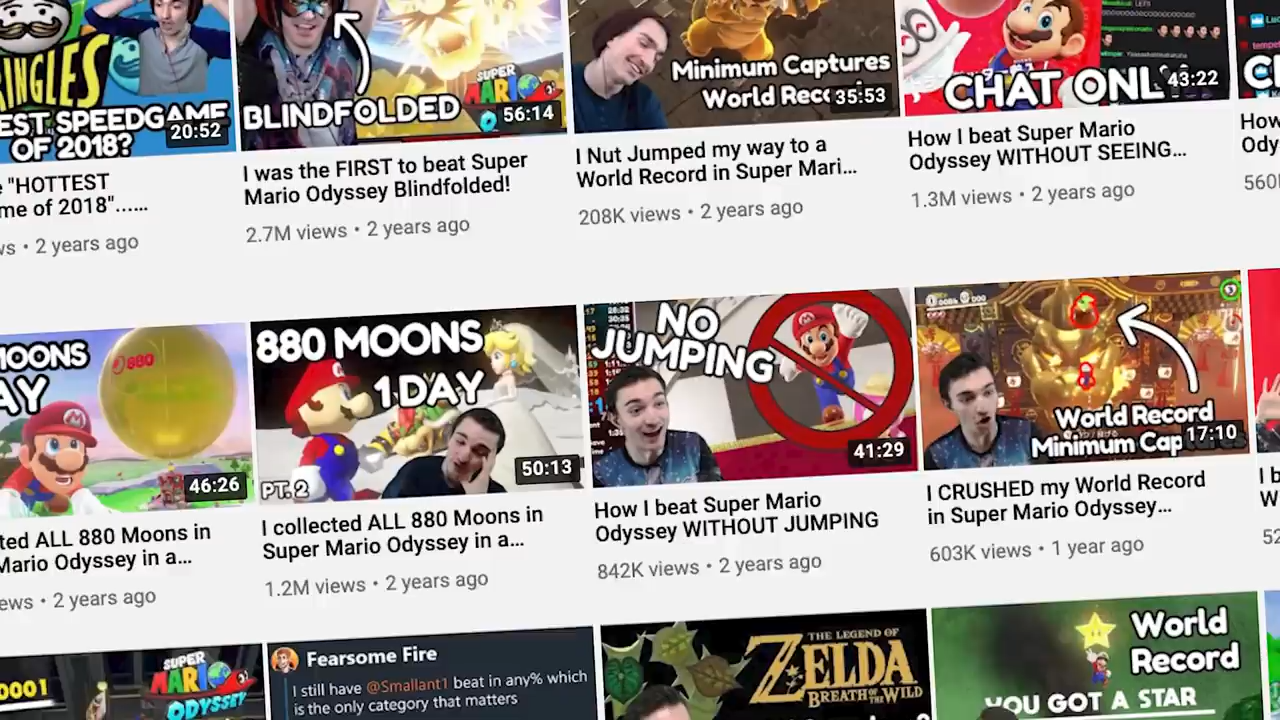 INGLES
EST SPEEDGAME
OF 2018?
20:52
"HOTTEST
me of 2018"......
ws • 2 years ago
BLINDFOLDED
SUPER
MARIO
56:14
I was the FIRST to beat Super
Mario Odyssey Blindfolded!
2.7M views • 2 years ago
Minimum Captures
World Reco
35:53
I Nut Jumped my way to a
World Record in Super Mari...
208K views • 2 years ago
CHAT ONL
43:22
How I beat Super Mario
Odyssey WITHOUT SEEING...
1.3M views • 2 years ago
How
Ody
560
MOONS
AY
880
46:26
ted ALL 880 Moons in
Mario Odyssey in a...
ews • 2 years ago
880 MOONS
1 DAY
PT. 2
50:13
I collected ALL 880 Moons in
Super Mario Odyssey in a...
1.2M views • 2 years ago
NO
JUMPING
41:29
How I beat Super Mario
Odyssey WITHOUT JUMPING
842K views • 2 years ago
World Record
Minimum Cap
17:10
I CRUSHED my World Record
in Super Mario Odyssey...
603K views • 1 year ago
I b
W
52
0001
SUPER
MARIO
ODYSSEY
Fearsome Fire
I still have @Smallant1 beat in any% which
is the only category that matters
THE LEGEND OF
ZELDA
BREATH OF THE WILD
World
Record
YOU GOT A STAR